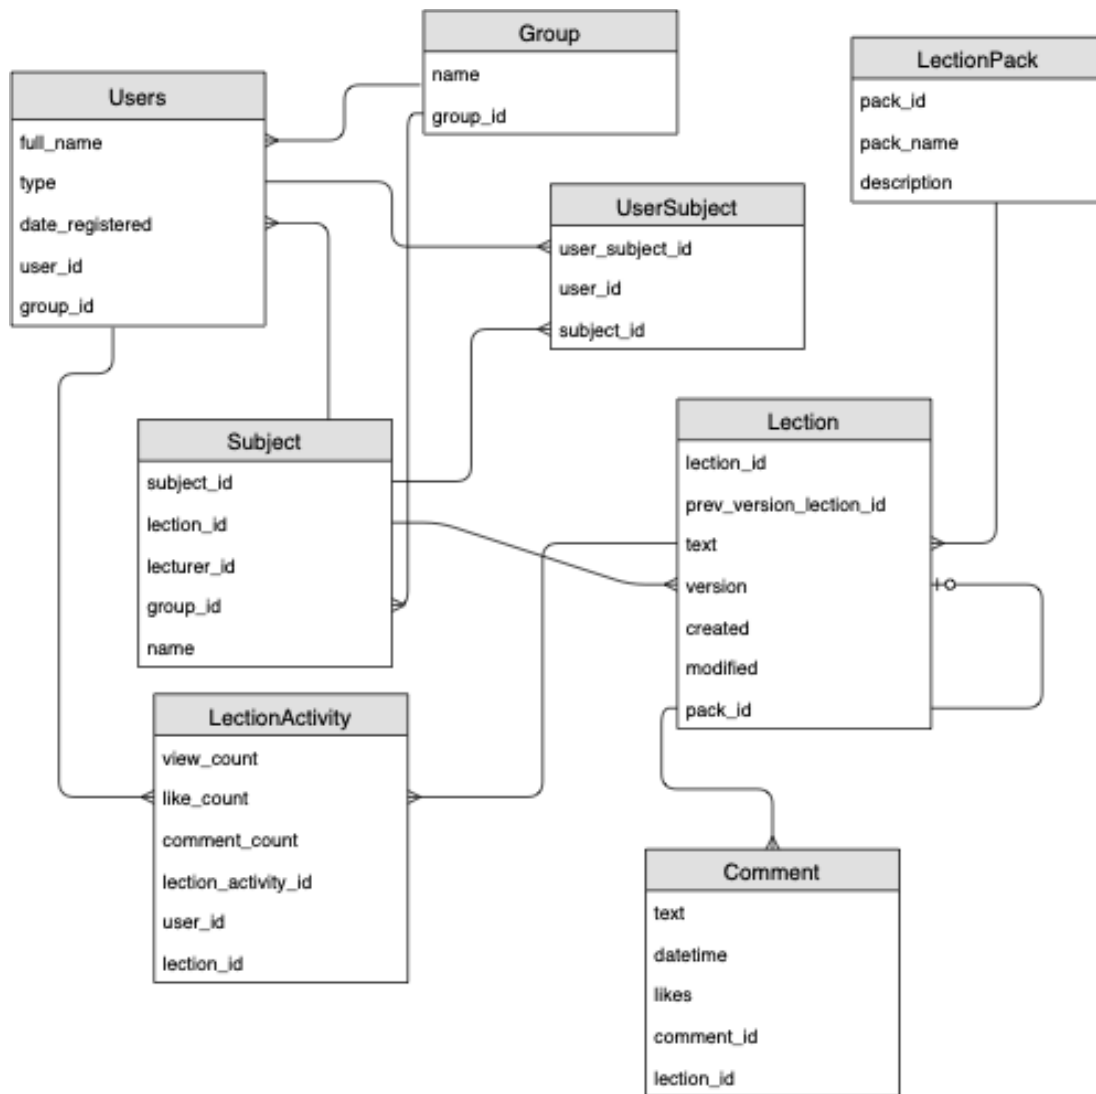 Group
name
group_id
LectionPack
pack_id
pack_name
description
Users
full_name
type
date_registered
user_id
group_id
UserSubject
user_subject_id
user_id
subject_id
Subject
subject_id
lection_id
lecturer_id
group_id
name
Lection
lection_id
prev_version_lection_id
text
version
created
modified
pack_id
LectionActivity
view_count
like_count
comment_count
lection_activity_id
user_id
lection_id
Comment
text
datetime
likes
comment_id
lection_id